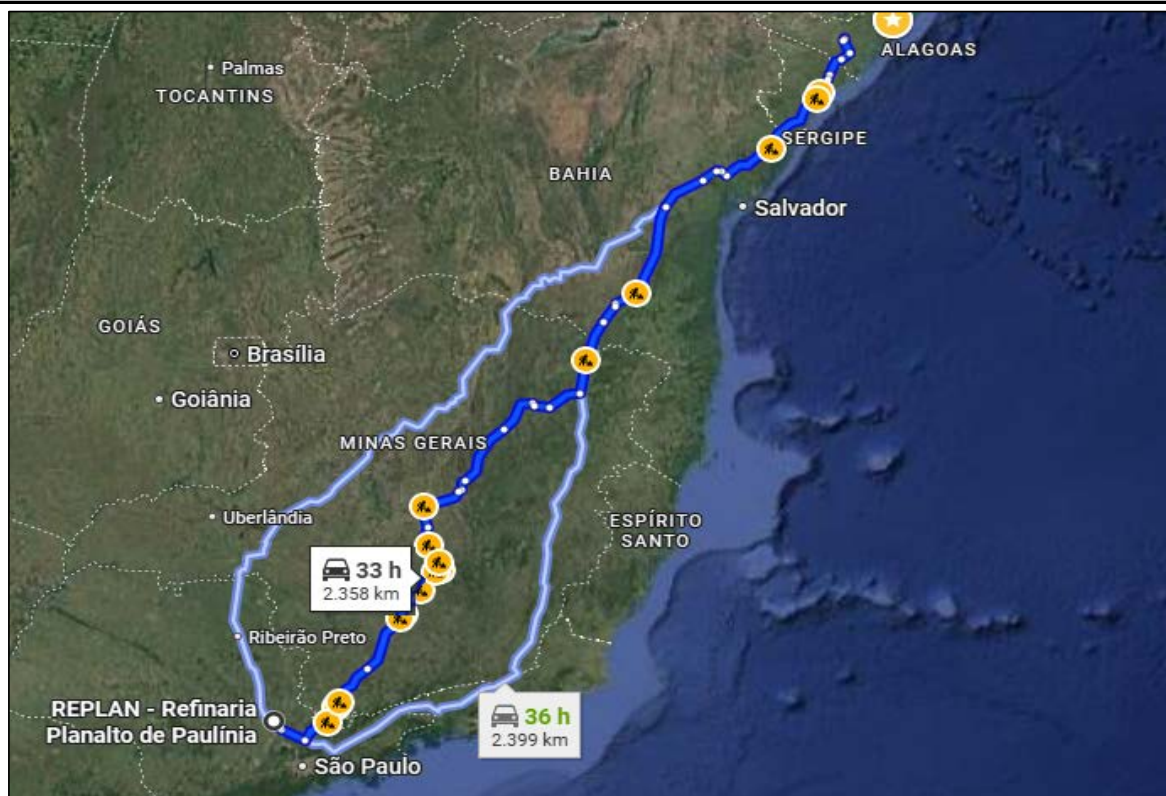 ALAGOAS
Palmas
TOCANTINS
SERGIPE
BAHIA
Salvador
GOIÁS
Brasília
Goiânia
MINAS GERAIS
Uberlândia
ESPÍRITO
SANTO
33 h
2.358 km
Ribeirão Preto
REPLAN - Refinaria
Planalto de Paulínia
36 h
2.399 km
São Paulo